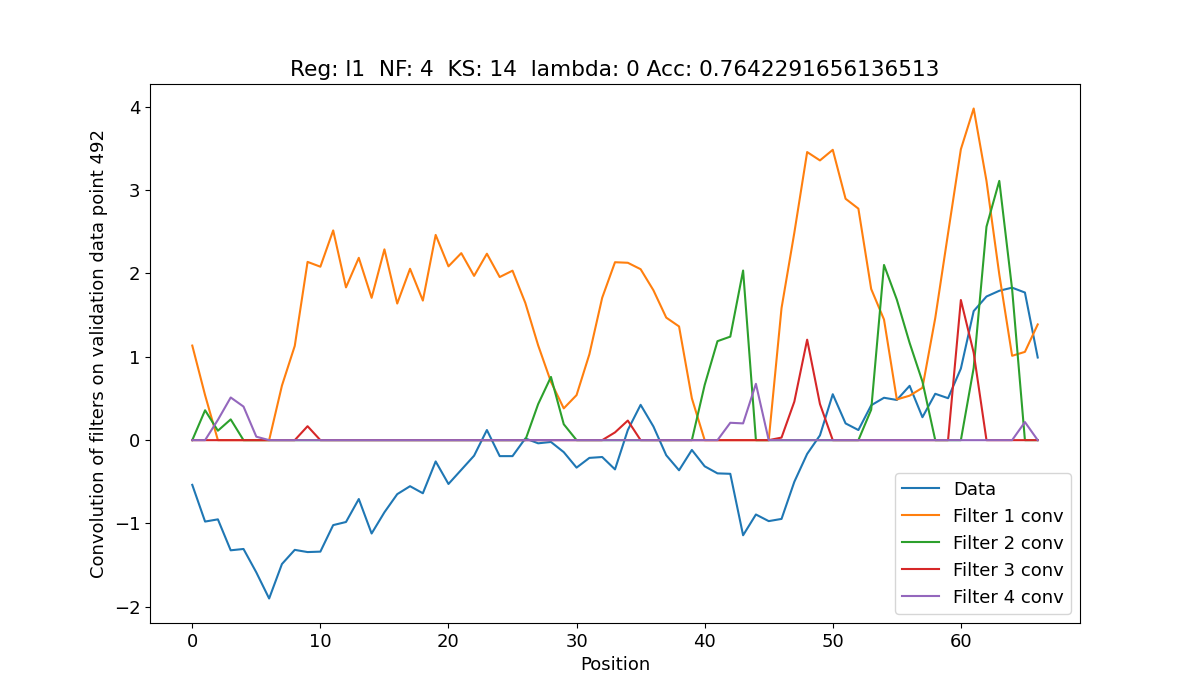 Reg: l1  NF: 4  KS: 14  lambda: 0 Acc: 0.7642291656136513
Convolution of filters on validation data point 492
4
3
2
1
0
−1
−2
0 10 20 30 40 50 60
Position
Data
Filter 1 conv
Filter 2 conv
Filter 3 conv
Filter 4 conv